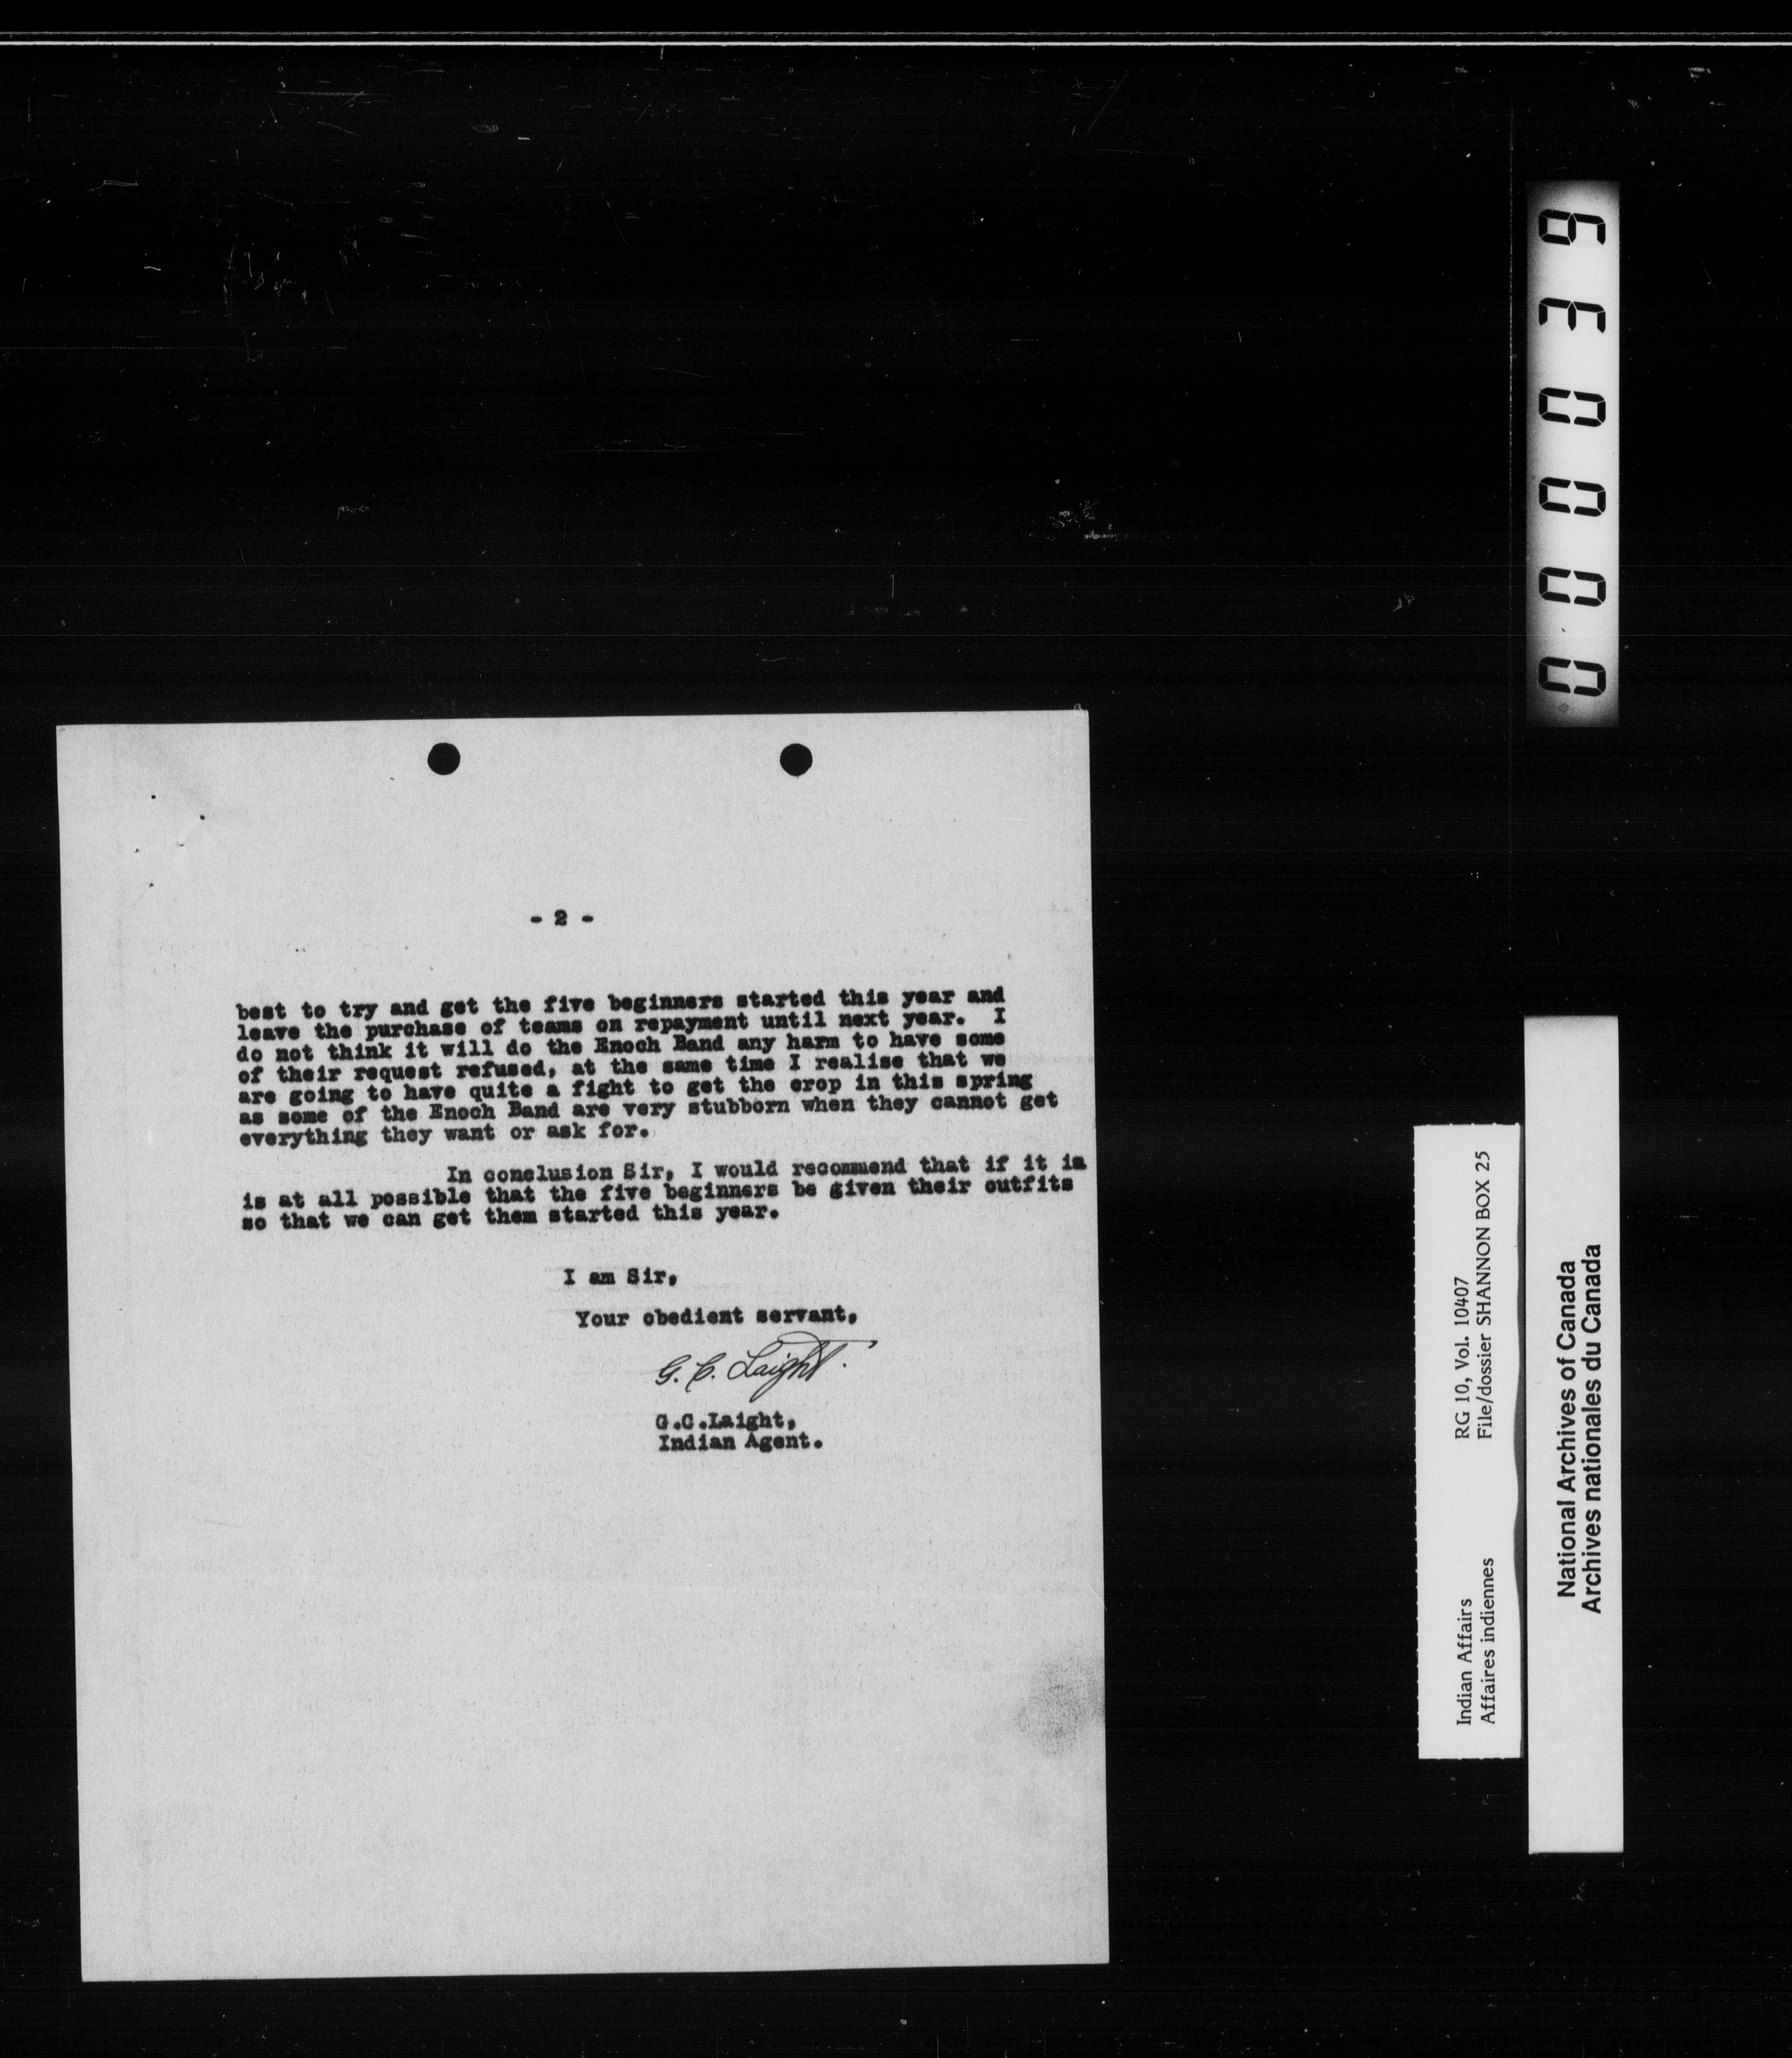 - 2 -
best to try and get the five beginners started this year and
leave the purchase of teams on repayment until next year. I
do not think it will do the Enoch Band any harm to have some
of their request refused, at the same time I realise that we
are going to have quite a fight to get the crop in this spring
as some of the Enoch Band are very stubborn when they cannot get
everything they want or ask for.
In conclusion Sir, I would recommend that if it is
is at all possible that the five beginners be given their outfits
so that we can get them started this year.
I am Sir,
Your obedient servant,
G. C. Laight.
G.C.Laight,
Indian Agent.
000039
Indian Affairs RG 10, Vol. 10407
Affaires indiennes File/dossier SHANNON BOX 25
National Archives of Canada
Archives nationales du Canada